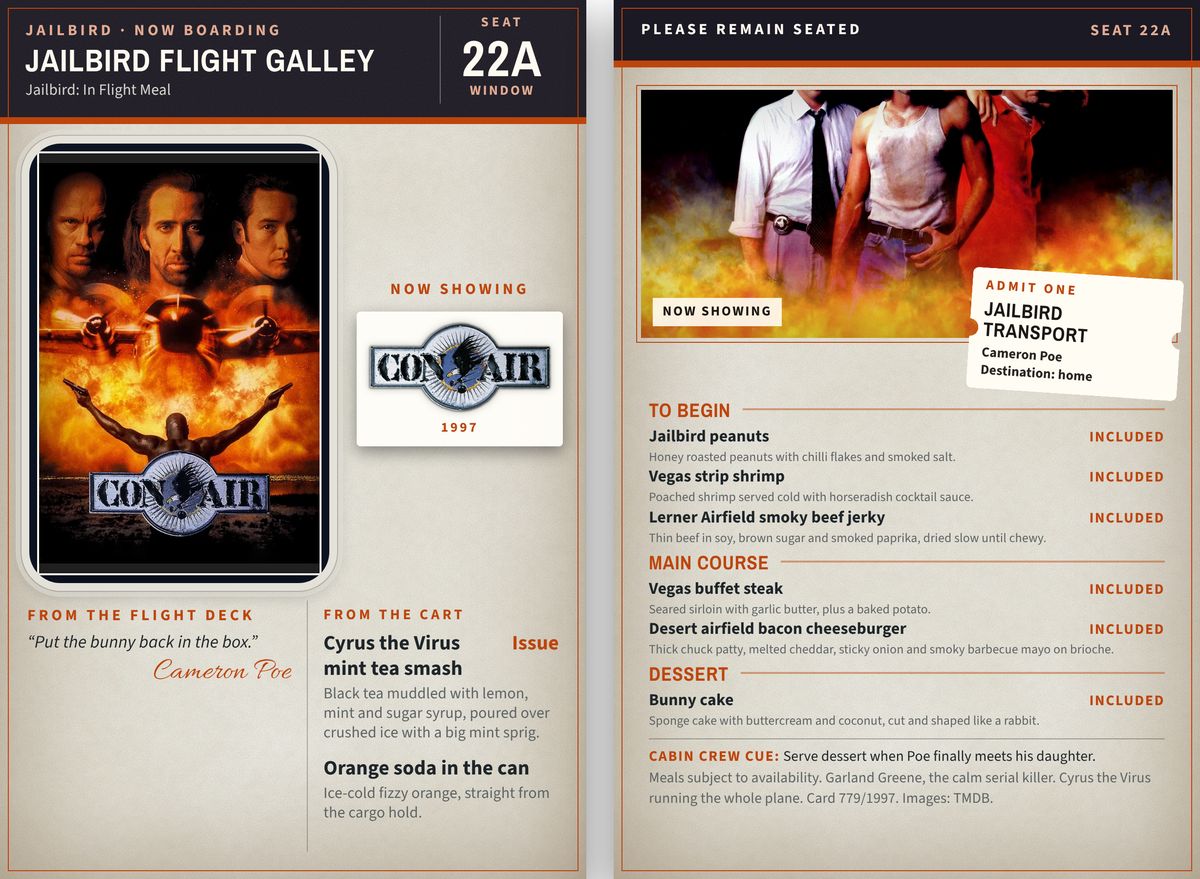 JAILBIRD · NOW BOARDING
JAILBIRD FLIGHT GALLEY
Jailbird: In Flight Meal
SEAT
22A
WINDOW
CON AIR
NOW SHOWING
CON AIR
1997
FROM THE FLIGHT DECK
“Put the bunny back in the box.”
Cameron Poe
FROM THE CART
Cyrus the Virus Issue
mint tea smash
Black tea muddled with lemon,
mint and sugar syrup, poured over
crushed ice with a big mint sprig.
Orange soda in the can
Ice-cold fizzy orange, straight from
the cargo hold.
PLEASE REMAIN SEATED
SEAT 22A
NOW SHOWING
ADMIT ONE
JAILBIRD
TRANSPORT
Cameron Poe
Destination: home
TO BEGIN
Jailbird peanuts INCLUDED
Honey roasted peanuts with chilli flakes and smoked salt.
Vegas strip shrimp INCLUDED
Poached shrimp served cold with horseradish cocktail sauce.
Lerner Airfield smoky beef jerky INCLUDED
Thin beef in soy, brown sugar and smoked paprika, dried slow until chewy.
MAIN COURSE
Vegas buffet steak INCLUDED
Seared sirloin with garlic butter, plus a baked potato.
Desert airfield bacon cheeseburger INCLUDED
Thick chuck patty, melted cheddar, sticky onion and smoky barbecue mayo on brioche.
DESSERT
Bunny cake INCLUDED
Sponge cake with buttercream and coconut, cut and shaped like a rabbit.
CABIN CREW CUE: Serve dessert when Poe finally meets his daughter.
Meals subject to availability. Garland Greene, the calm serial killer. Cyrus the Virus
running the whole plane. Card 779/1997. Images: TMDB.